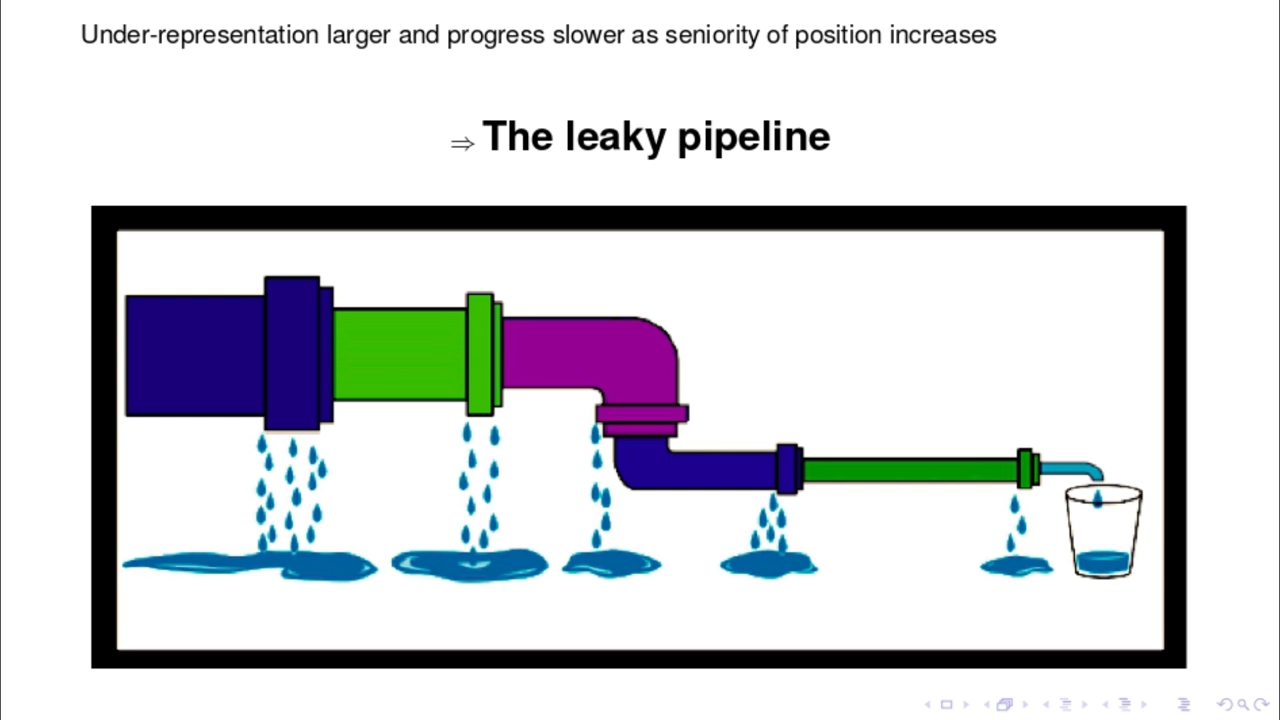 Under-representation larger and progress slower as seniority of position increases
⇒ The leaky pipeline